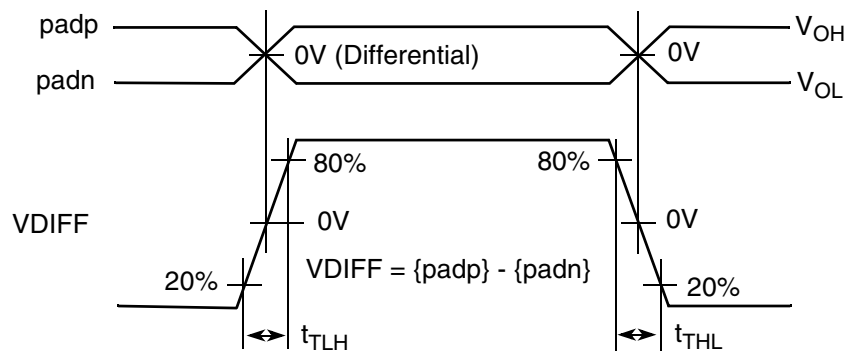 padp
V_OH
0V (Differential)
0V
padn
V_OL
80%
80%
VDIFF
0V
0V
VDIFF = {padp} - {padn}
20%
20%
t_TLH
t_THL